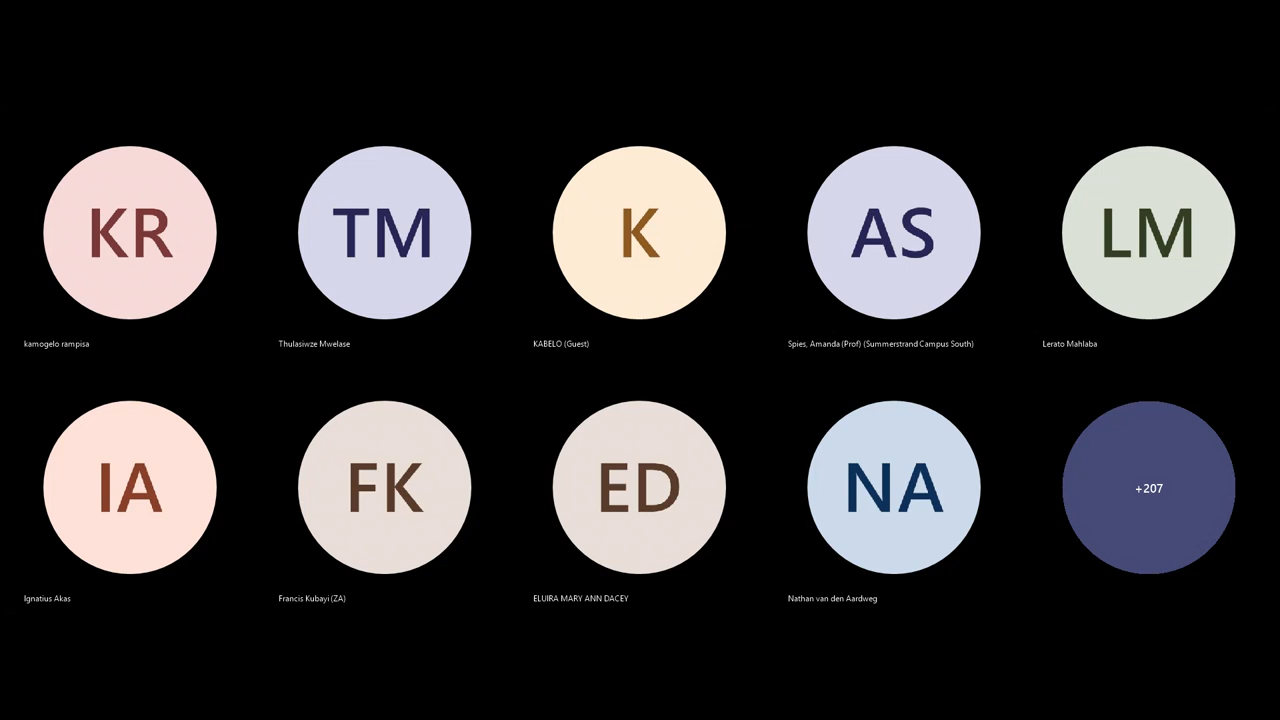 KR
TM
K
AS
LM
kamogelo rampisa
Thulasiwze Mwelase
KABELO (Guest)
Spies, Amanda (Prof) (Summerstrand Campus South)
Lerato Mahlaba
IA
FK
ED
NA
+207
Ignatius Akas
Francis Kubayi (ZA)
ELUIRA MARY ANN DACEY
Nathan van den Aardweg